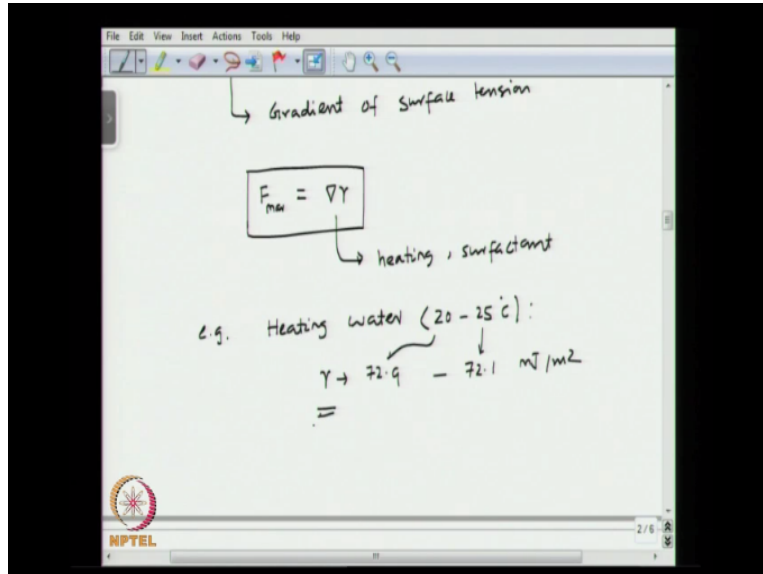 File Edit View Insert Actions Tools Help
↳ Gradient of surface tension
F_mar = ∇γ
↳ heating, surfactant
e.g. Heating water (20 - 25°C):
γ → 72.9 - 72.1 mJ/m2
=
2/6
NPTEL